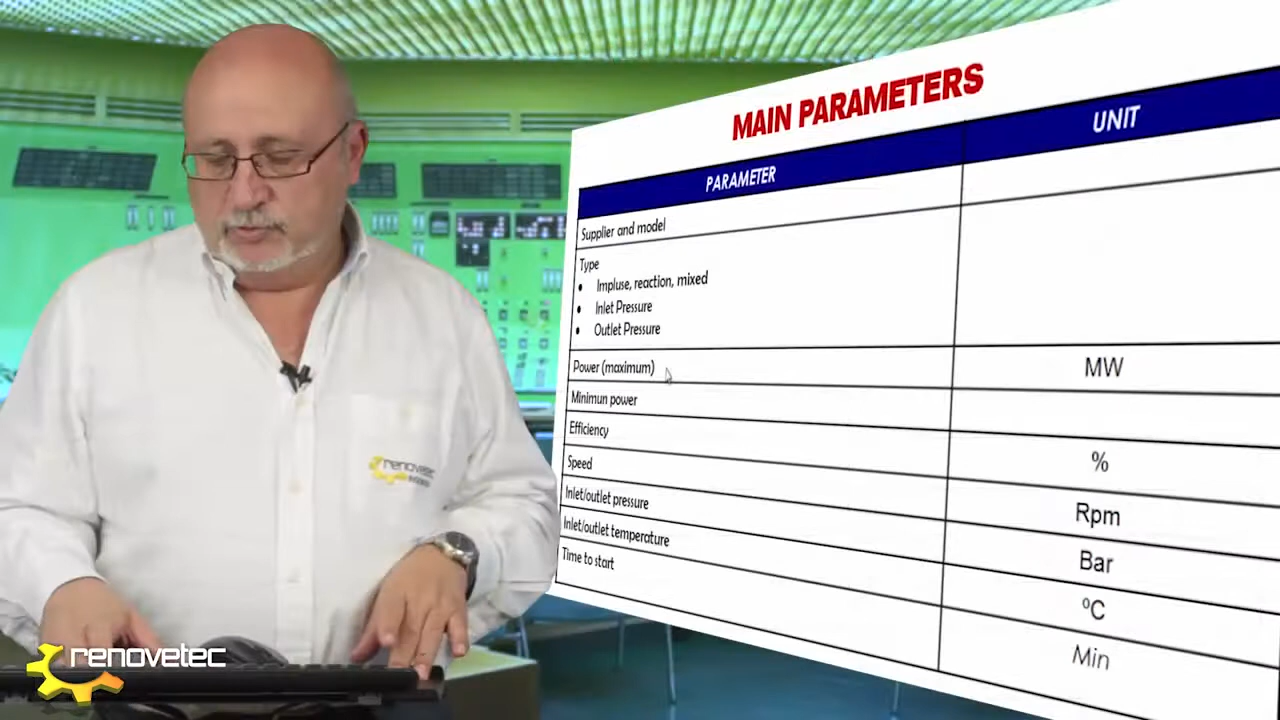 MAIN PARAMETERS
PARAMETER UNIT
Supplier and model
Type
• Impluse, reaction, mixed
• Inlet Pressure
• Outlet Pressure
Power (maximum) MW
Minimun power
Efficiency %
Speed Rpm
Inlet/outlet pressure Bar
Inlet/outlet temperature ºC
Time to start Min
renovetec
renovetec